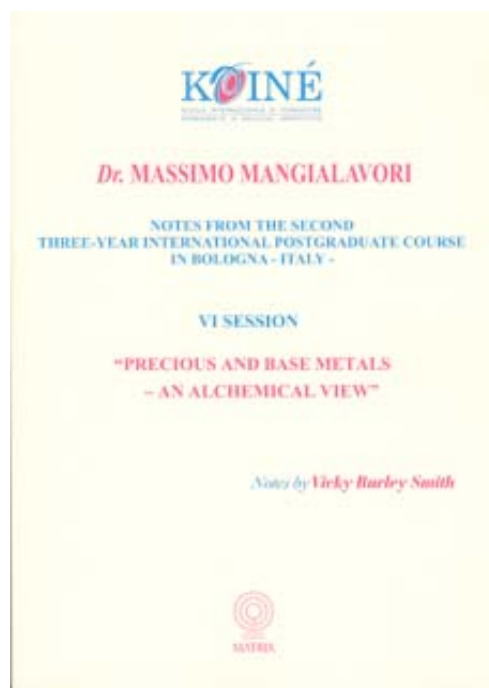 KOINÉ
Dr. MASSIMO MANGIALAVORI
NOTES FROM THE SECOND
THREE-YEAR INTERNATIONAL POSTGRADUATE COURSE
IN BOLOGNA - ITALY -
VI SESSION
“PRECIOUS AND BASE METALS
– AN ALCHEMICAL VIEW”
Notes by Vicky Burley Smith
MATRIX